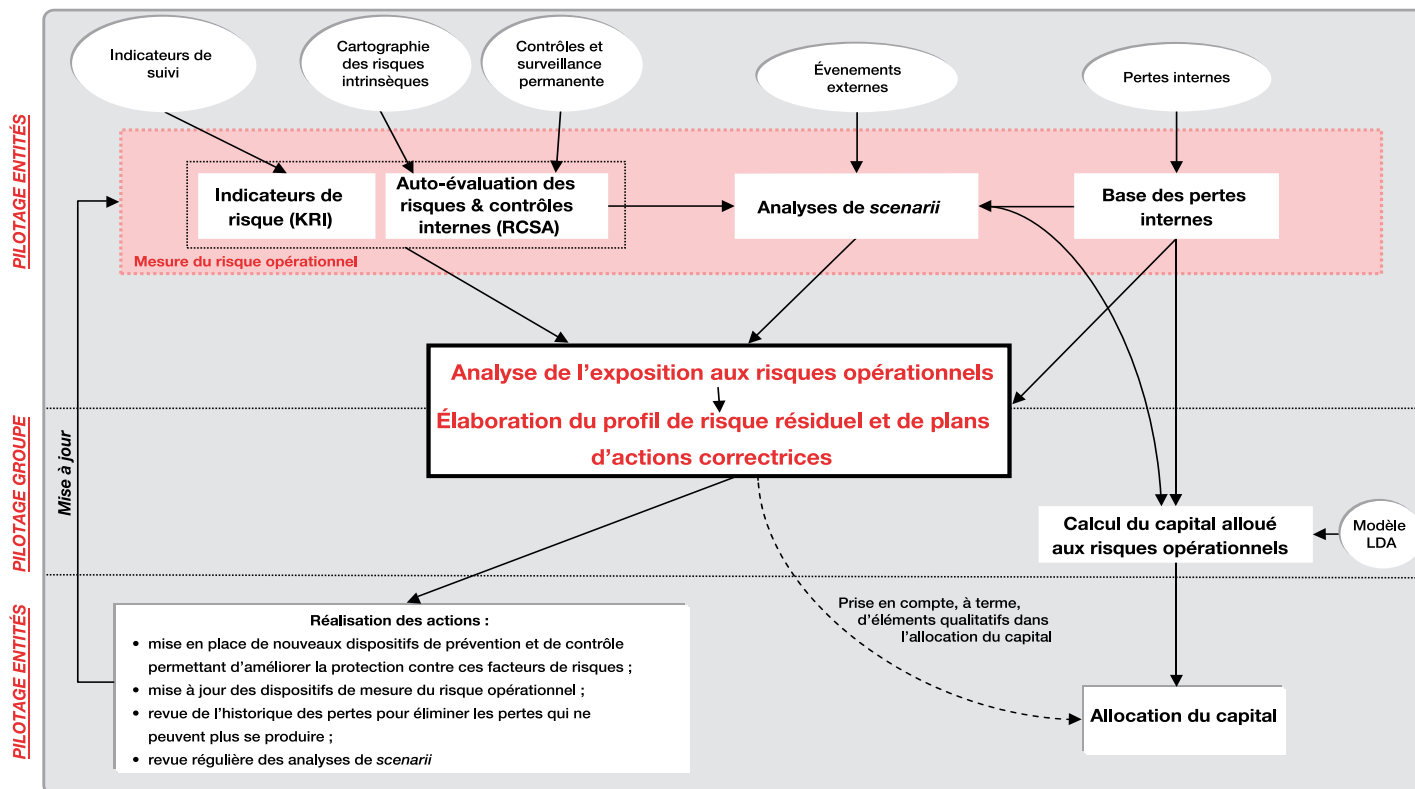 Indicateurs de
suivi
Cartographie
des risques
intrinsèques
Contrôles et
surveillance
permanente
Évenements
externes
Pertes internes
PILOTAGE ENTITÉS
Indicateurs de
risque (KRI)
Auto-évaluation des
risques & contrôles
internes (RCSA)
Analyses de scenarii
Base des pertes
internes
Mesure du risque opérationnel
Analyse de l’exposition aux risques opérationnels
Élaboration du profil de risque résiduel et de plans
d’actions correctrices
PILOTAGE GROUPE
Mise à jour
Calcul du capital alloué
aux risques opérationnels
Modèle
LDA
PILOTAGE ENTITÉS
Réalisation des actions :
• mise en place de nouveaux dispositifs de prévention et de contrôle
permettant d’améliorer la protection contre ces facteurs de risques ;
• mise à jour des dispositifs de mesure du risque opérationnel ;
• revue de l’historique des pertes pour éliminer les pertes qui ne
peuvent plus se produire ;
• revue régulière des analyses de scenarii
Prise en compte, à terme,
d’éléments qualitatifs dans
l’allocation du capital
Allocation du capital